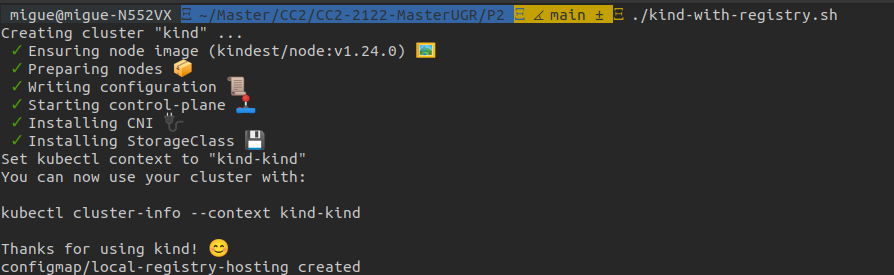 migue@migue-N552VX ~/Master/CC2/CC2-2122-MasterUGR/P2 main ± ./kind-with-registry.sh
Creating cluster "kind" ...
✓ Ensuring node image (kindest/node:v1.24.0) 🖼
✓ Preparing nodes 📦
✓ Writing configuration 📜
✓ Starting control-plane 🕹️
✓ Installing CNI 🔌
✓ Installing StorageClass 💾
Set kubectl context to "kind-kind"
You can now use your cluster with:
kubectl cluster-info --context kind-kind
Thanks for using kind! 😊
configmap/local-registry-hosting created